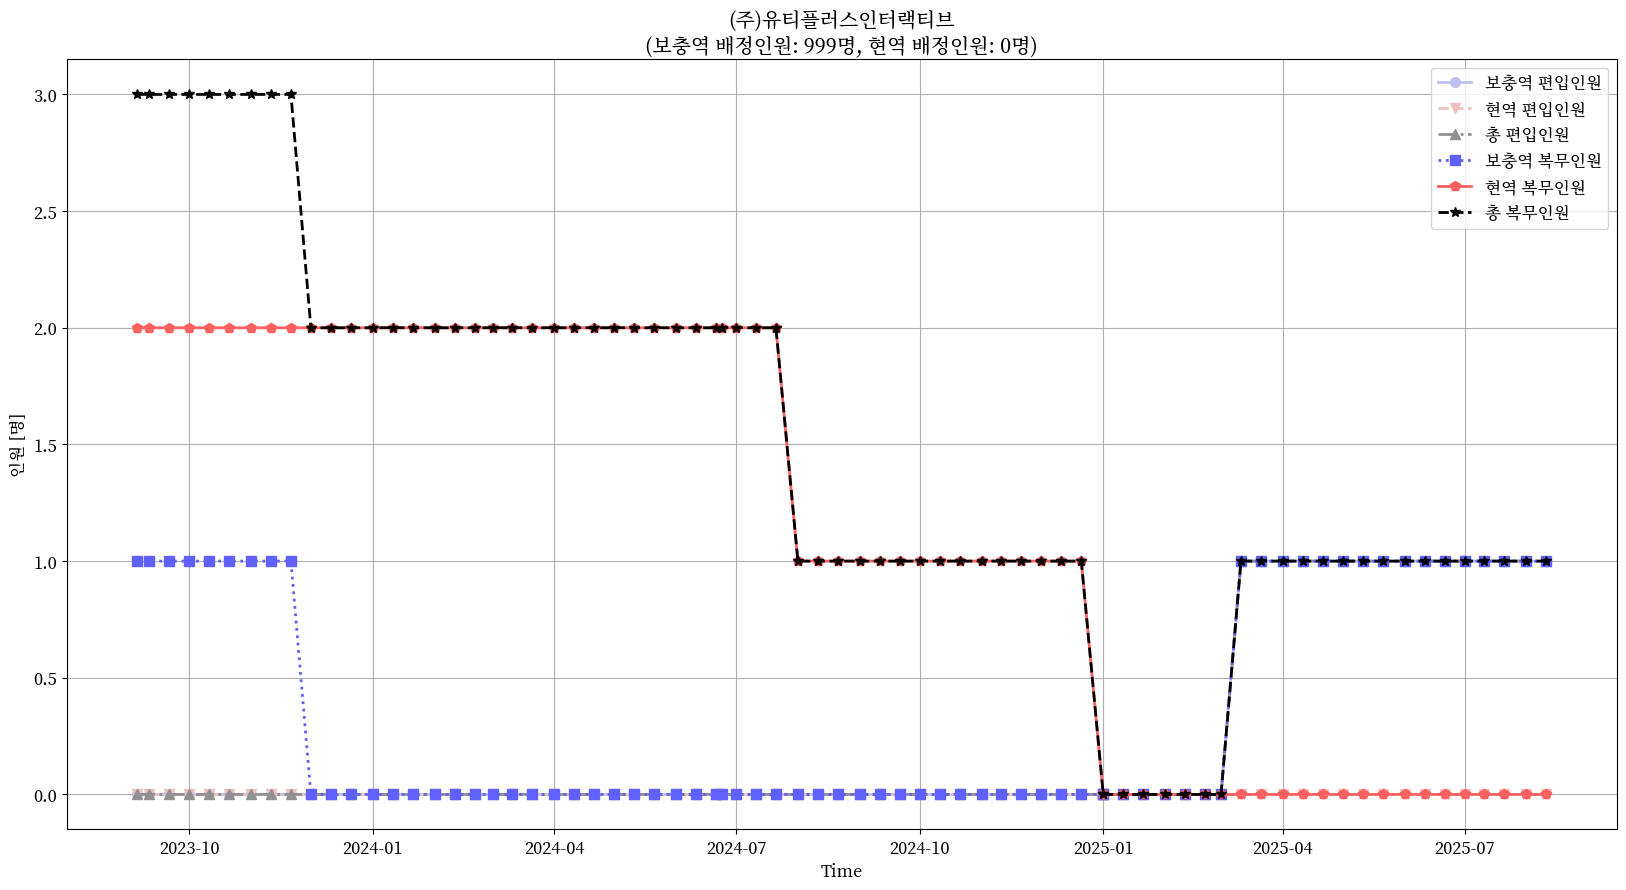 (주)유티플러스인터랙티브
(보충역 배정인원: 999명, 현역 배정인원: 0명)
보충역 편입인원
현역 편입인원
총 편입인원
보충역 복무인원
현역 복무인원
총 복무인원
인원 [명]
3.0
2.5
2.0
1.5
1.0
0.5
0.0
2023-10
2024-01
2024-04
2024-07
2024-10
2025-01
2025-04
2025-07
Time